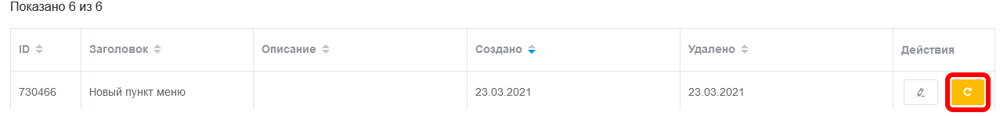 Показано 6 из 6
ID Заголовок Описание Создано Удалено Действия
730466 Новый пункт меню 23.03.2021 23.03.2021